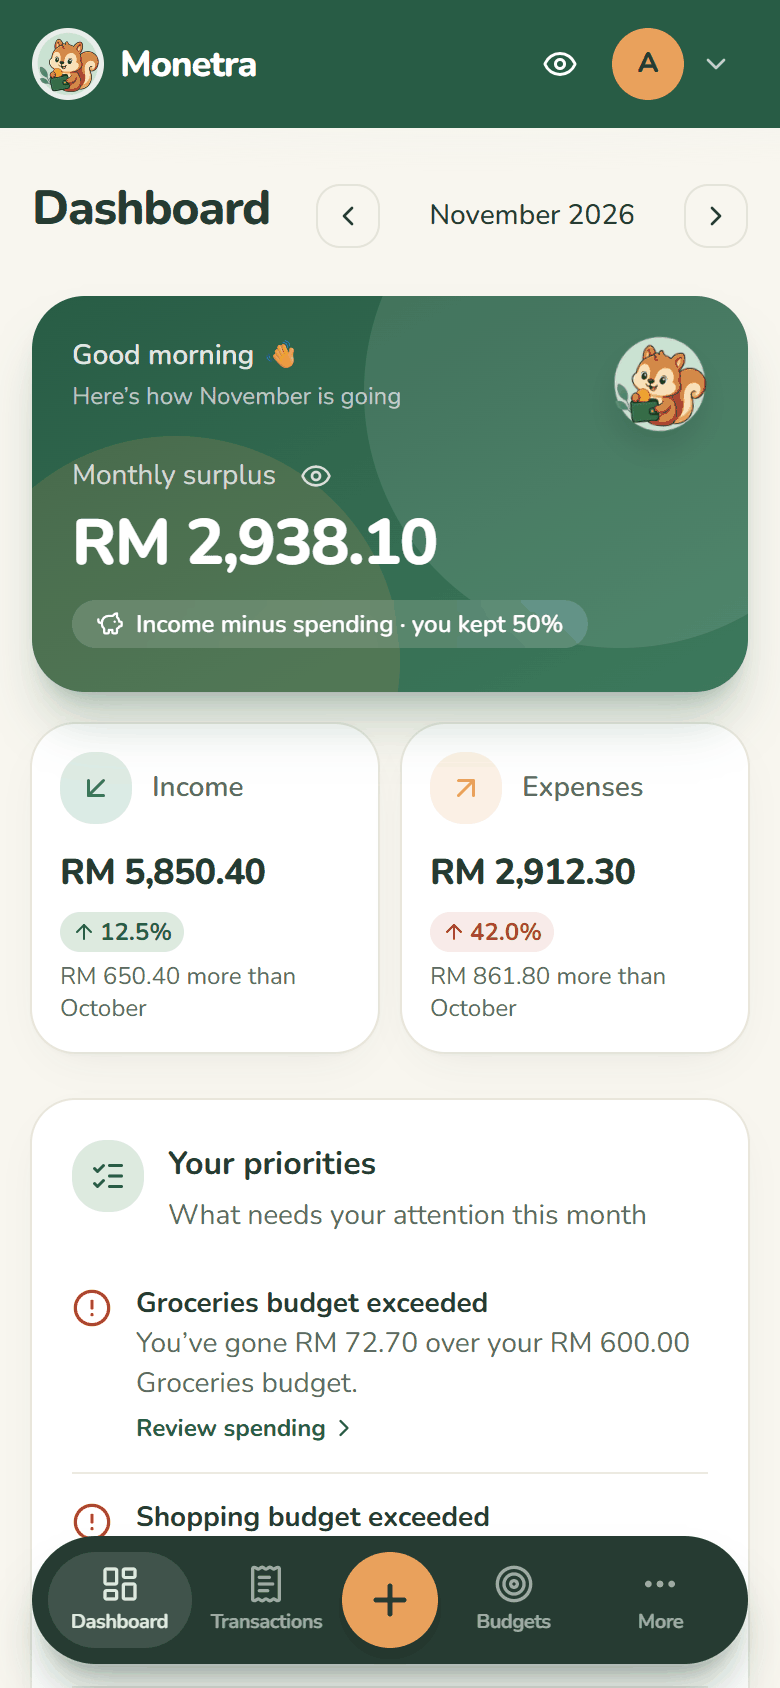 Monetra
A
Dashboard
November 2026
Good morning 👋
Here's how November is going
Monthly surplus
RM 2,938.10
Income minus spending · you kept 50%
Income
RM 5,850.40
↑ 12.5%
RM 650.40 more than
October
Expenses
RM 2,912.30
↑ 42.0%
RM 861.80 more than
October
Your priorities
What needs your attention this month
Groceries budget exceeded
You've gone RM 72.70 over your RM 600.00
Groceries budget.
Review spending
Shopping budget exceeded
Dashboard
Transactions
Budgets
More